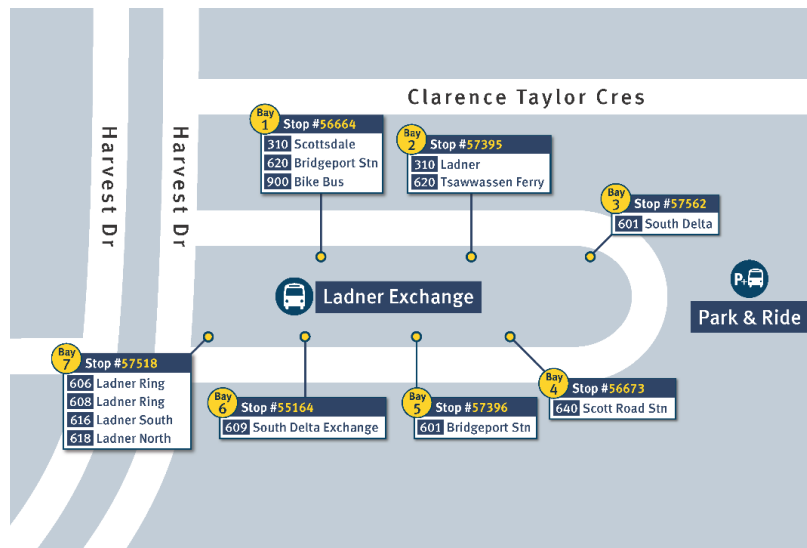 Clarence Taylor Cres
Harvest Dr
Harvest Dr
Bay 1
Stop #56664
310 Scottsdale
620 Bridgeport Stn
900 Bike Bus
Bay 2
Stop #57395
310 Ladner
620 Tsawwassen Ferry
Bay 3
Stop #57562
601 South Delta
Ladner Exchange
P+
Park & Ride
Bay 7
Stop #57518
606 Ladner Ring
608 Ladner Ring
616 Ladner South
618 Ladner North
Bay 6
Stop #55164
609 South Delta Exchange
Bay 5
Stop #57396
601 Bridgeport Stn
Bay 4
Stop #56673
640 Scott Road Stn